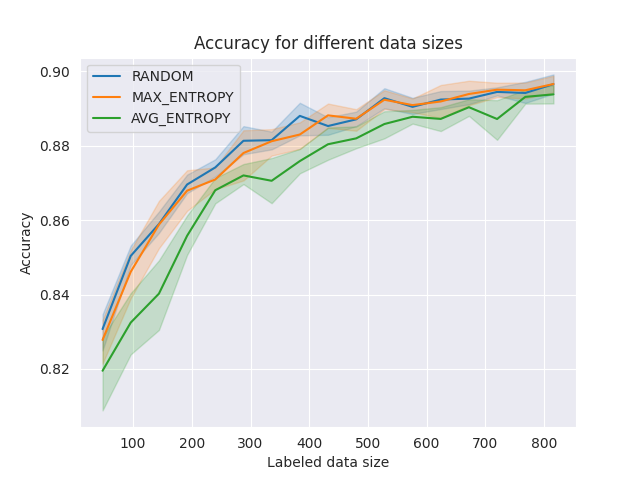 Accuracy for different data sizes
RANDOM
MAX_ENTROPY
AVG_ENTROPY
0.90
0.88
0.86
0.84
0.82
Accuracy
100 200 300 400 500 600 700 800
Labeled data size